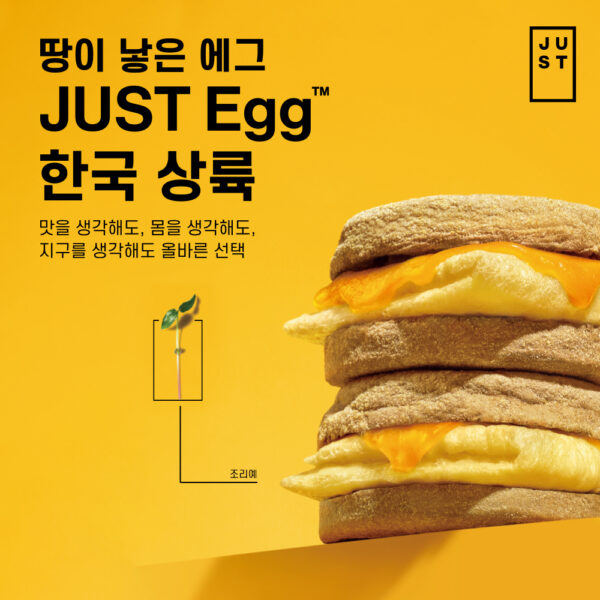 땅이 낳은 에그
JUST Egg™
한국 상륙
맛을 생각해도, 몸을 생각해도,
지구를 생각해도 올바른 선택
JU
ST
조리예